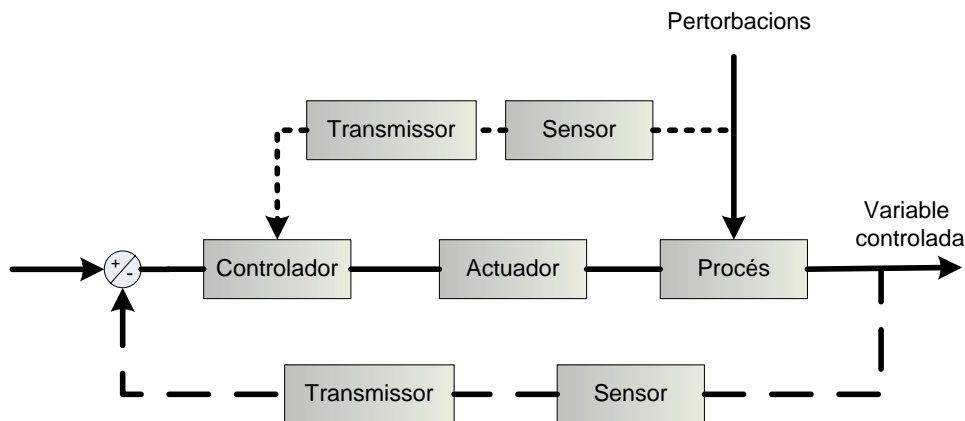 Pertorbacions
Transmissor
Sensor
Variable
controlada
+
-
Controlador
Actuador
Procés
Transmissor
Sensor